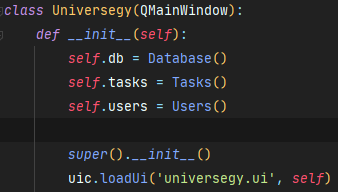 class Universegy(QMainWindow):
    def __init__(self):
        self.db = Database()
        self.tasks = Tasks()
        self.users = Users()
        super().__init__()
        uic.loadUi('universegy.ui', self)